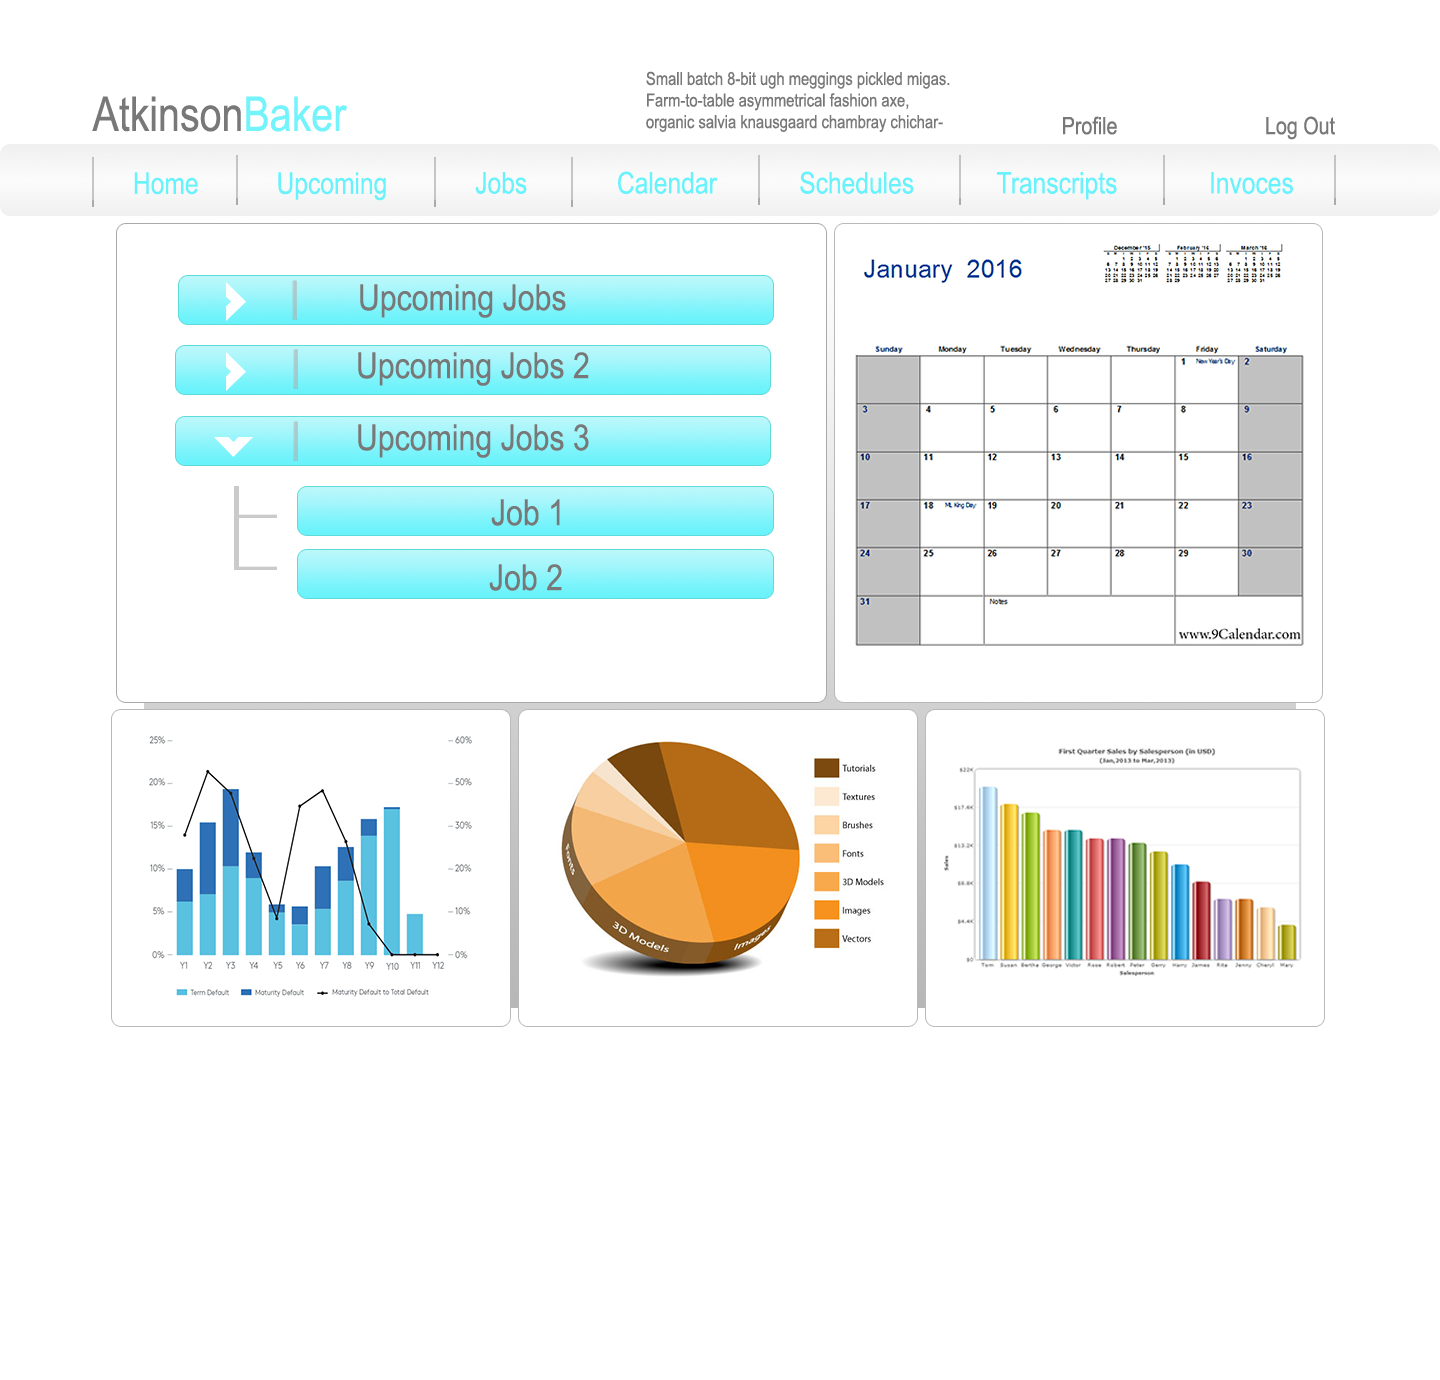 Small batch 8-bit ugh meggings pickled migas.
Farm-to-table asymmetrical fashion axe,
organic salvia knausgaard chambray chichar-
AtkinsonBaker
Profile Log Out
Home Upcoming Jobs Calendar Schedules Transcripts Invoces
Upcoming Jobs
Upcoming Jobs 2
Upcoming Jobs 3
Job 1
Job 2
December '15 February '16 March '16
January 2016
Sunday Monday Tuesday Wednesday Thursday Friday Saturday
1 New Year's Day 2
3 4 5 6 7 8 9
10 11 12 13 14 15 16
17 18 ML King Day 19 20 21 22 23
24 25 26 27 28 29 30
31 Notes
www.9Calendar.com
25% 60%
20% 50%
15% 30%
10% 20%
5% 10%
0% 0%
Y1 Y2 Y3 Y4 Y5 Y6 Y7 Y8 Y9 Y10 Y11 Y12
Term Default Maturity Default Maturity Default to Total Default
Fonts
3D Models
Images
Tutorials
Textures
Brushes
Fonts
3D Models
Images
Vectors
First Quarter Sales by Salesperson (in USD)
(Jan,2013 to Mar,2013)
$22K
$17.6K
$13.2K
$8.8K
$4.4K
$0
Sales
Tom Susan Bertha George Victor Rose Robert Peter Gerry Harry James Rita Jenny Cheryl Mary
Salesperson